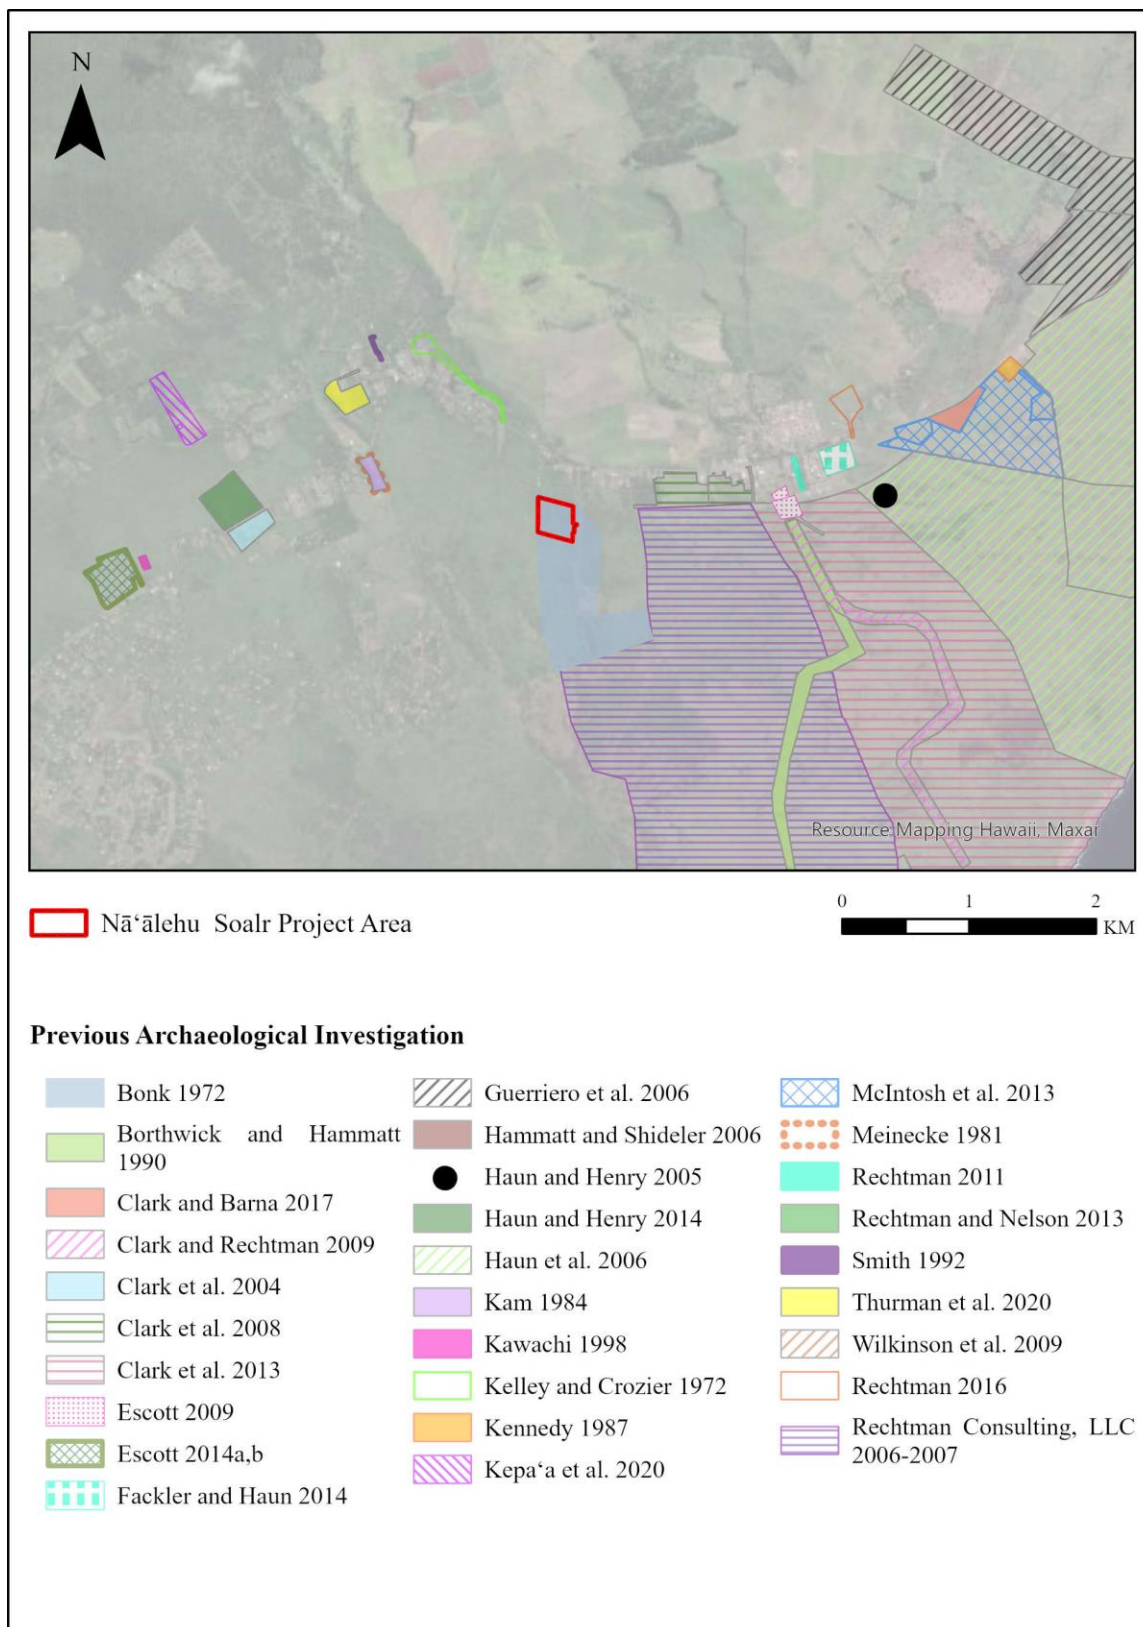 N
Resource Mapping Hawaii, Maxar
Nā‘ālehu Soalr Project Area
0 1 2
KM
Previous Archaeological Investigation
Bonk 1972
Borthwick and Hammatt
1990
Clark and Barna 2017
Clark and Rechtman 2009
Clark et al. 2004
Clark et al. 2008
Clark et al. 2013
Escott 2009
Escott 2014a,b
Fackler and Haun 2014
Guerriero et al. 2006
Hammatt and Shideler 2006
Haun and Henry 2005
Haun and Henry 2014
Haun et al. 2006
Kam 1984
Kawachi 1998
Kelley and Crozier 1972
Kennedy 1987
Kepa‘a et al. 2020
McIntosh et al. 2013
Meinecke 1981
Rechtman 2011
Rechtman and Nelson 2013
Smith 1992
Thurman et al. 2020
Wilkinson et al. 2009
Rechtman 2016
Rechtman Consulting, LLC
2006-2007